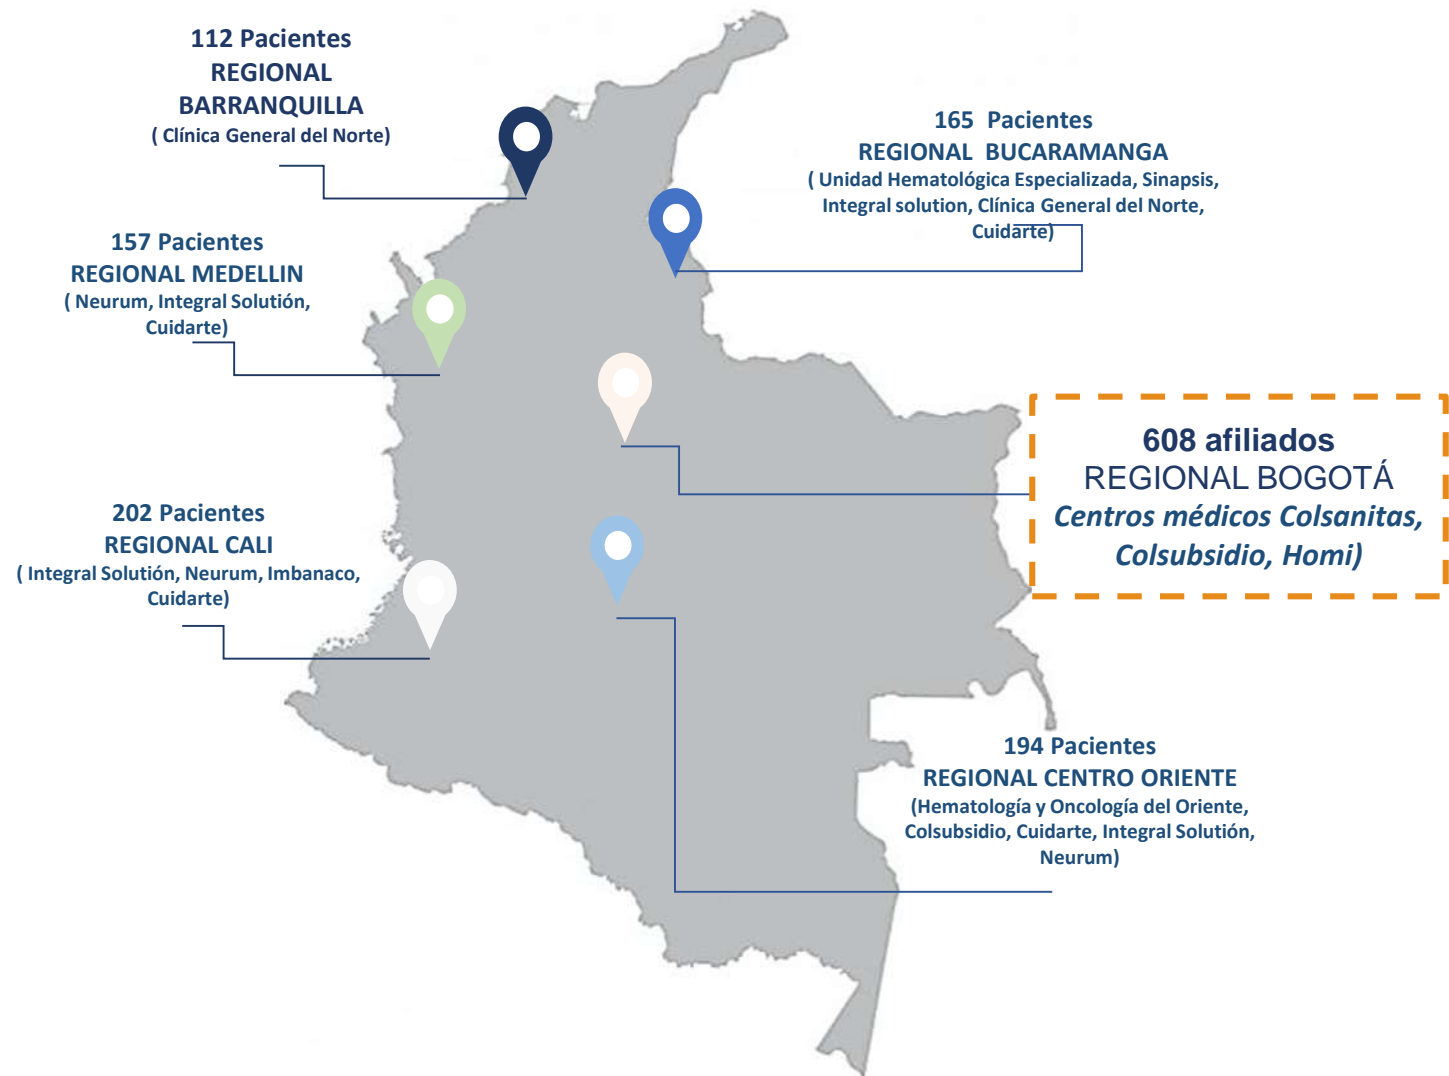 112 Pacientes
REGIONAL
BARRANQUILLA
( Clínica General del Norte)
165 Pacientes
REGIONAL BUCARAMANGA
( Unidad Hematológica Especializada, Sinapsis,
Integral solution, Clínica General del Norte,
Cuidarte)
157 Pacientes
REGIONAL MEDELLIN
( Neurum, Integral Solutión,
Cuidarte)
608 afiliados
REGIONAL BOGOTÁ
Centros médicos Colsanitas,
Colsubsidio, Homi)
202 Pacientes
REGIONAL CALI
( Integral Solutión, Neurum, Imbanaco,
Cuidarte)
194 Pacientes
REGIONAL CENTRO ORIENTE
(Hematología y Oncología del Oriente,
Colsubsidio, Cuidarte, Integral Solutión,
Neurum)